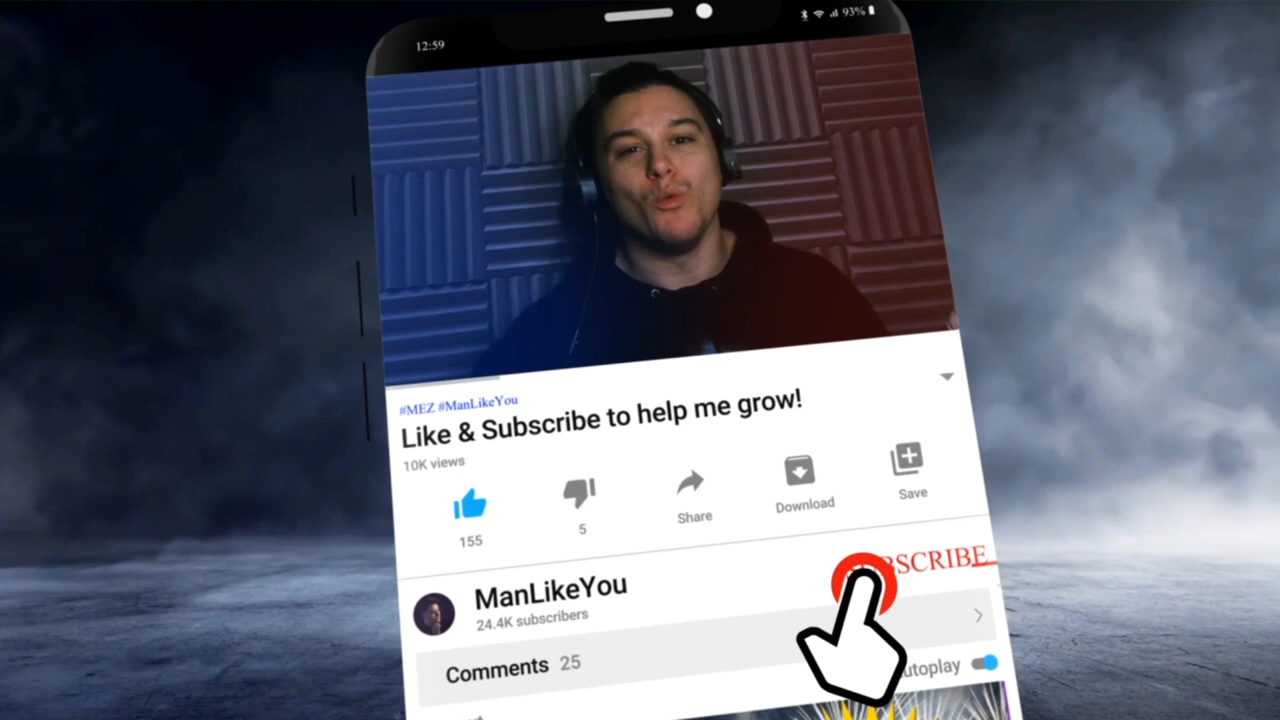 12:59
93%
#MEZ #ManLikeYou
Like & Subscribe to help me grow!
10K views
155
5
Share
Download
Save
ManLikeYou
SUBSCRIBE
24.4K subscribers
Comments 25